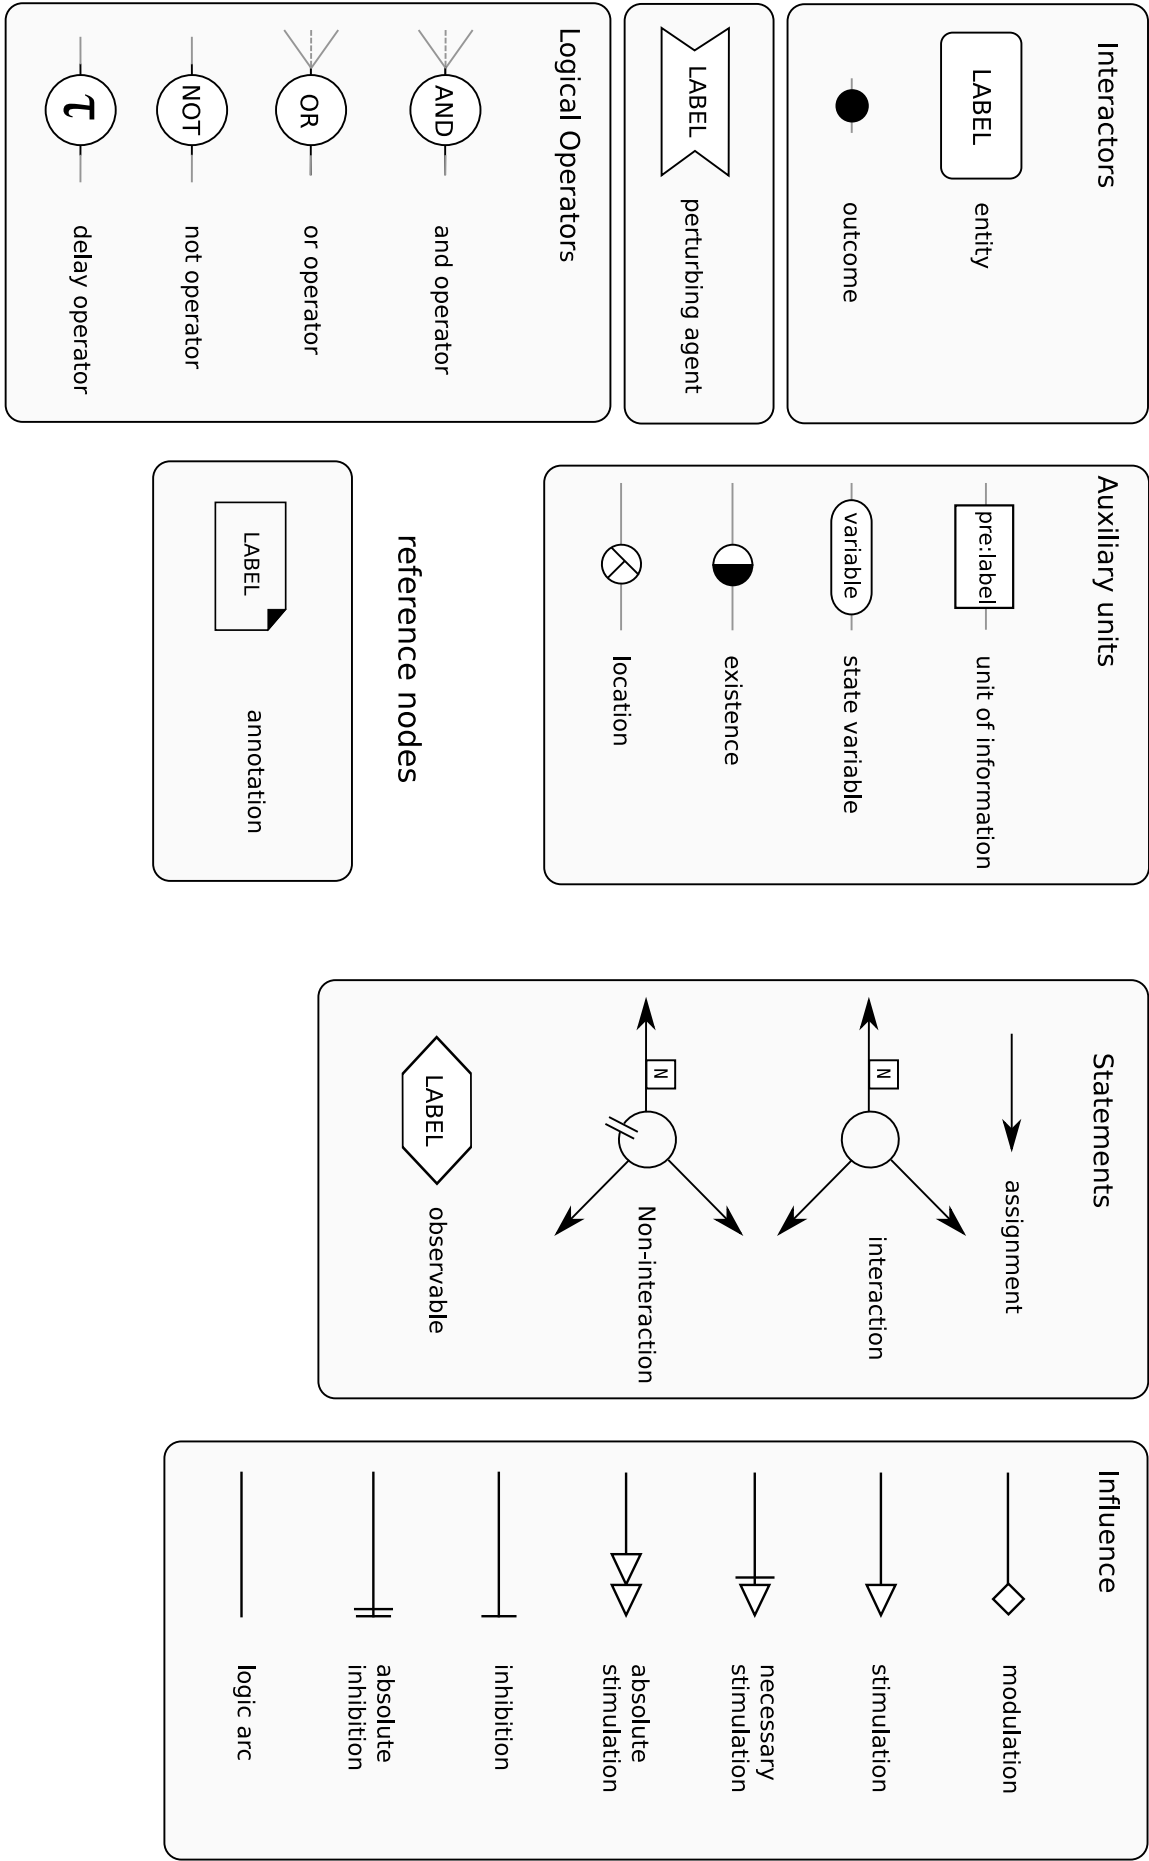 Interactors
LABEL
entity
outcome
LABEL
perturbing agent
Logical Operators
AND
and operator
OR
or operator
NOT
not operator
τ
delay operator
Auxiliary units
pre:label
unit of information
variable
state variable
existence
location
reference nodes
LABEL
annotation
Statements
assignment
N
interaction
N
Non-interaction
LABEL
observable
Influence
modulation
stimulation
necessary
stimulation
absolute
stimulation
inhibition
absolute
inhibition
logic arc